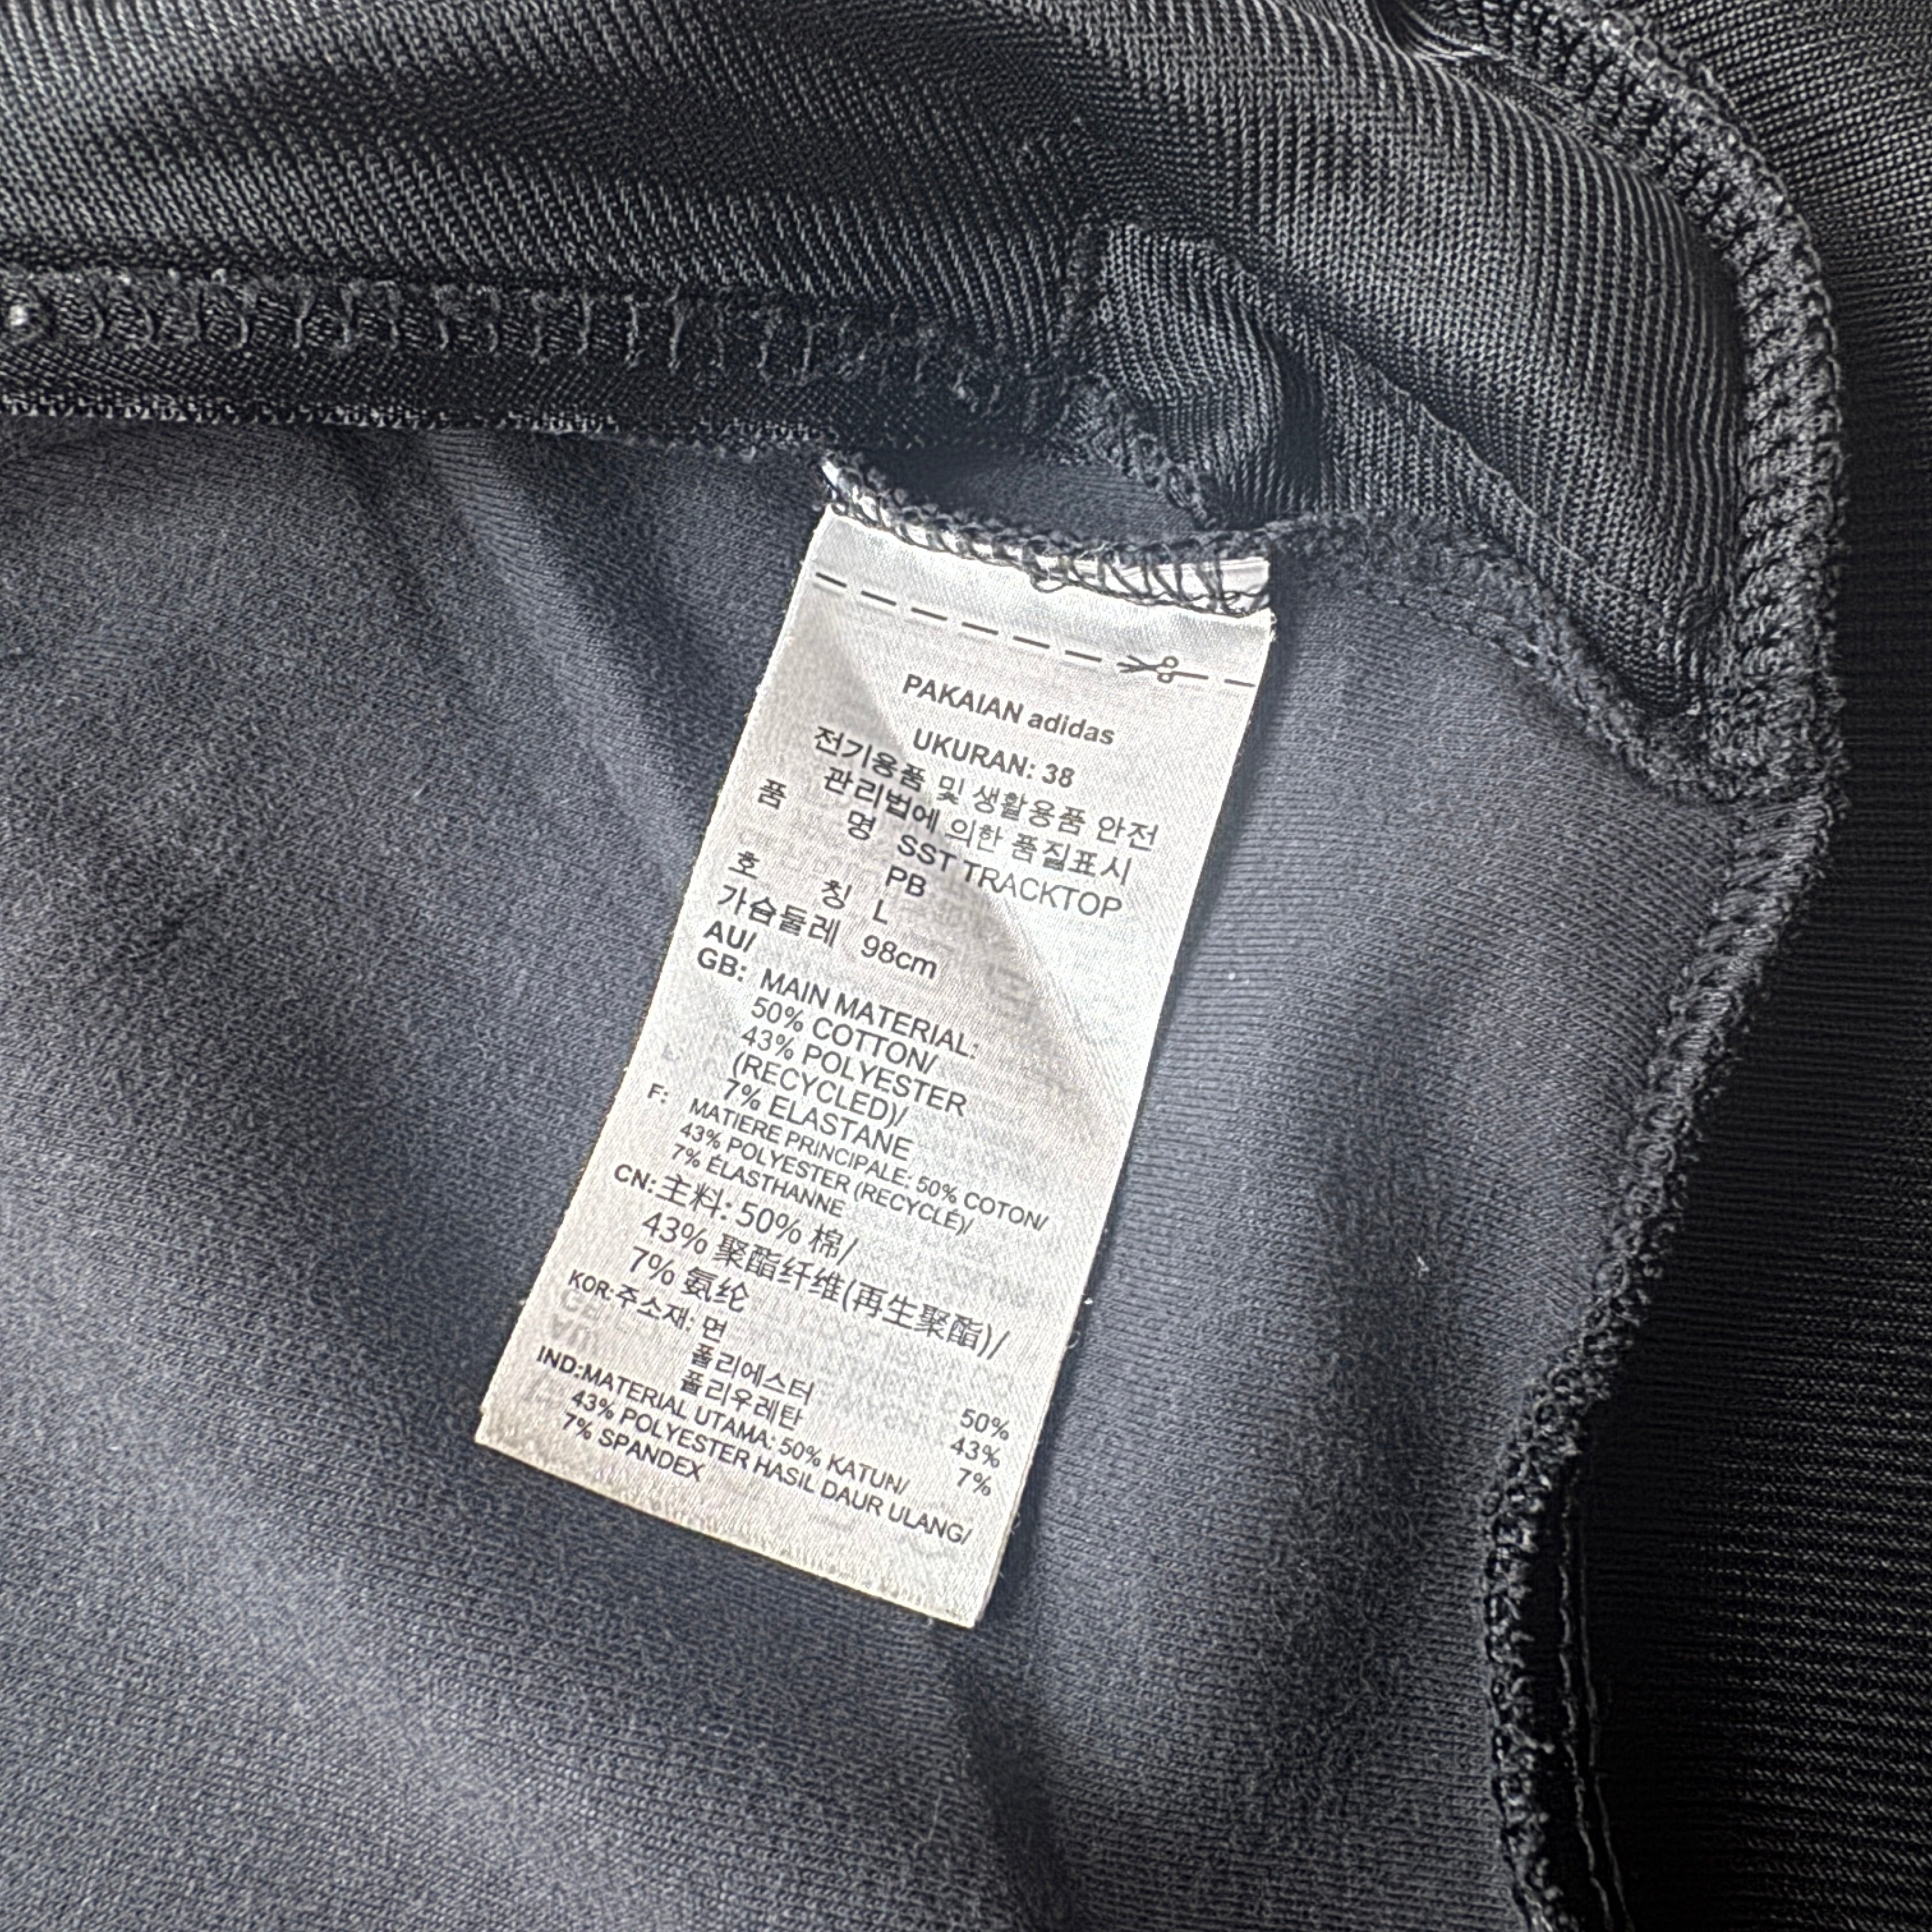 PAKAIAN adidas
UKURAN: 38
전기용품 및 생활용품 안전
관리법에 의한 품질표시
품 명 SST TRACKTOP
PB
호 칭 L
가슴둘레 98cm
AU/
GB: MAIN MATERIAL:
50% COTTON/
43% POLYESTER
(RECYCLED)/
7% ELASTANE
F: MATIERE PRINCIPALE: 50% COTON/
43% POLYESTER (RECYCLÉ)/
7% ÉLASTHANNE
CN:主料: 50% 棉/
43% 聚酯纤维(再生聚酯)/
7% 氨纶
KOR:주소재: 면 50%
폴리에스터 43%
폴리우레탄 7%
IND:MATERIAL UTAMA: 50% KATUN/
43% POLYESTER HASIL DAUR ULANG/
7% SPANDEX